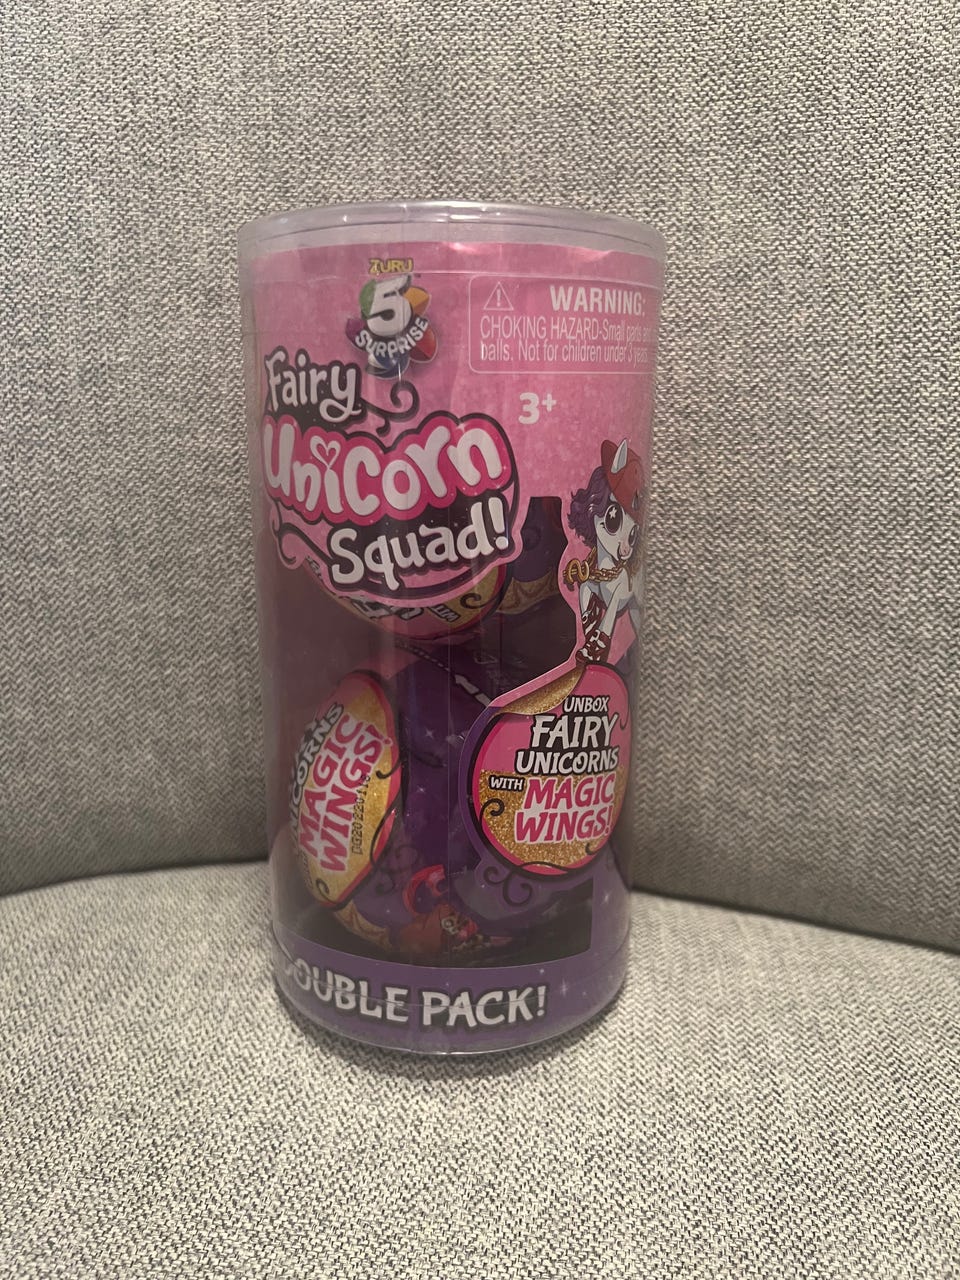 ZURU
5
SURPRISE
Fairy
UniCorn
Squad!
WARNING:
CHOKING HAZARD-Small parts and
balls. Not for children under 3 years.
3+
UNBOX
FAIRY
UNICORNS
WITH MAGIC
WINGS!
UNICORNS
MAGIC
WINGS!
DOUBLE PACK!